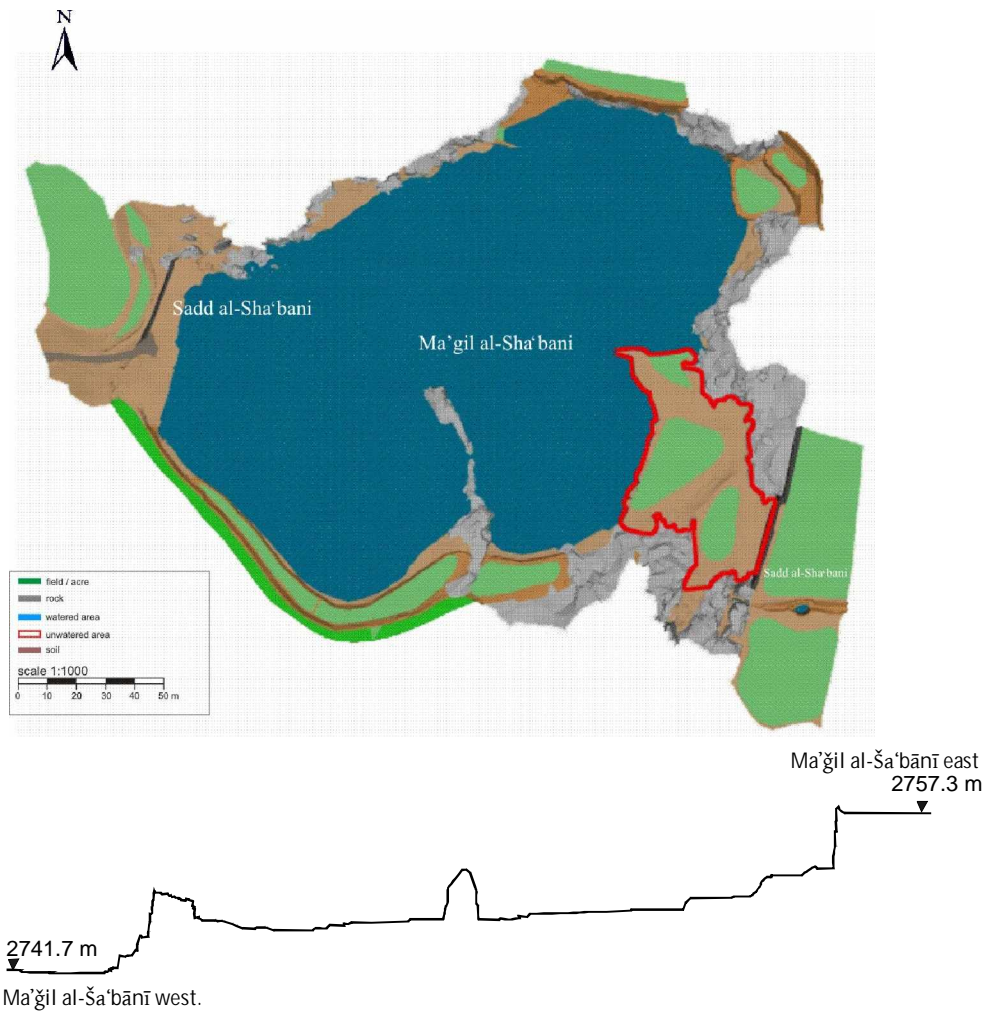 N
Sadd al-Sha‘bani
Ma’gil al-Sha‘bani
Sadd al-Sha‘bani
field / acre
rock
watered area
unwatered area
soil
scale 1:1000
0 10 20 30 40 50 m
Ma’ğil al-Ša‘bānī east
2757.3 m
2741.7 m
Ma’ğil al-Ša‘bānī west.